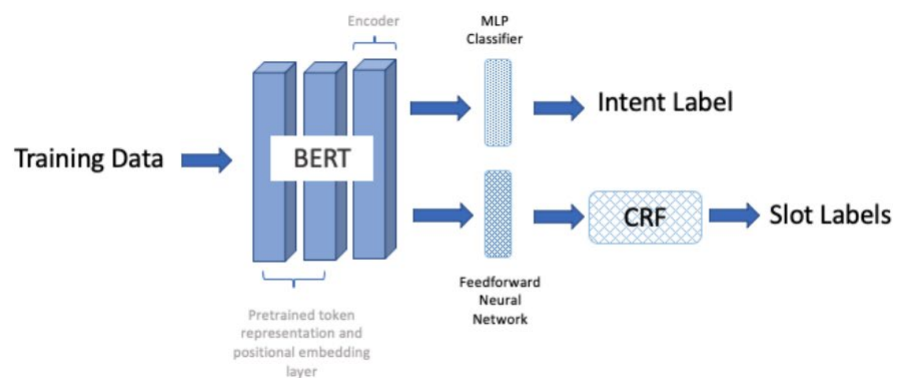 Encoder
MLP
Classifier
Intent Label
Training Data
BERT
CRF
Slot Labels
Feedforward
Neural
Network
Pretrained token
representation and
positional embedding
layer